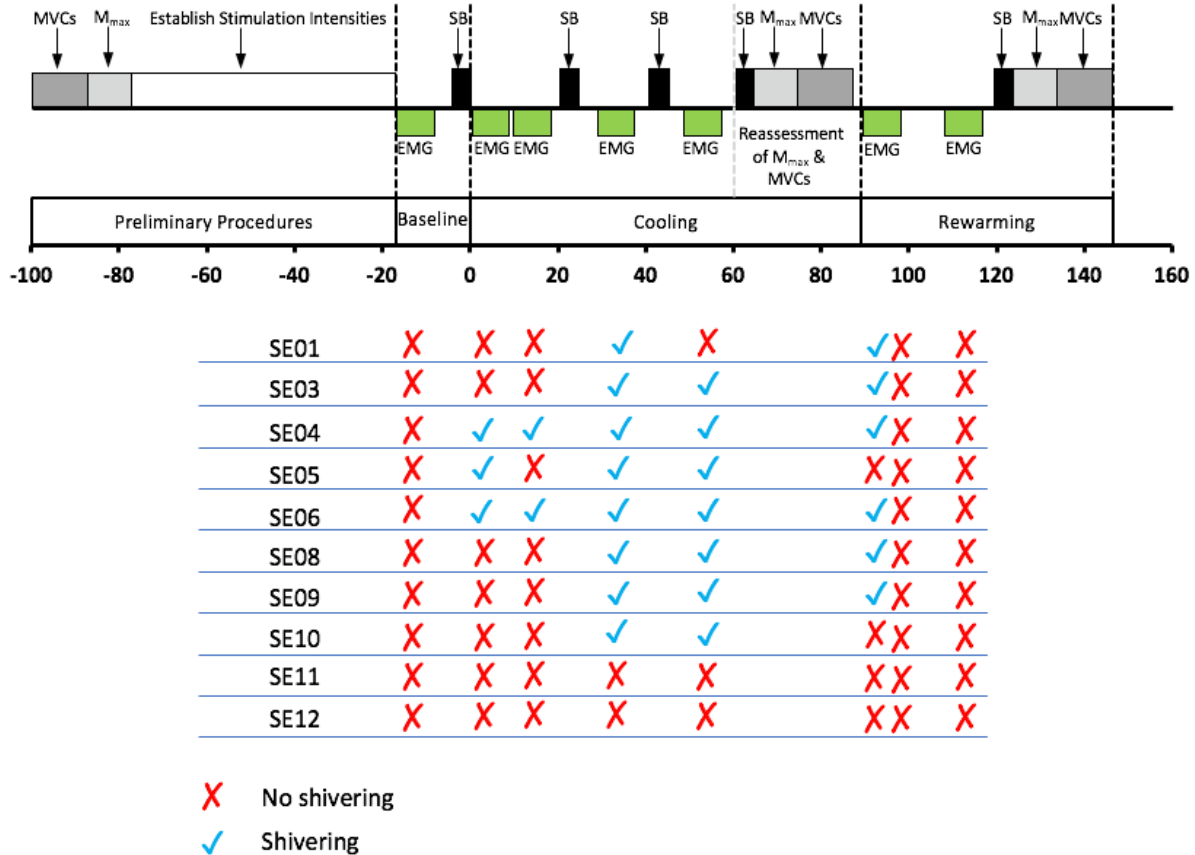 MVCs Mmax Establish Stimulation Intensities SB SB SB SB Mmax MVCs SB Mmax MVCs
EMG EMG EMG EMG EMG EMG EMG
Reassessment
of Mmax &
MVCs
Preliminary Procedures Baseline Cooling Rewarming
-100 -80 -60 -40 -20 0 20 40 60 80 100 120 140 160
SE01 ✗ ✗ ✗ ✓ ✗ ✓ ✗ ✗
SE03 ✗ ✗ ✗ ✓ ✓ ✓ ✗ ✗
SE04 ✗ ✓ ✓ ✓ ✓ ✓ ✗ ✗
SE05 ✗ ✓ ✗ ✓ ✓ ✗ ✗ ✗
SE06 ✗ ✓ ✓ ✓ ✓ ✓ ✗ ✗
SE08 ✗ ✗ ✗ ✓ ✓ ✓ ✗ ✗
SE09 ✗ ✗ ✗ ✓ ✓ ✓ ✗ ✗
SE10 ✗ ✗ ✗ ✓ ✓ ✗ ✗ ✗
SE11 ✗ ✗ ✗ ✗ ✗ ✗ ✗ ✗
SE12 ✗ ✗ ✗ ✗ ✗ ✗ ✗ ✗
✗ No shivering
✓ Shivering